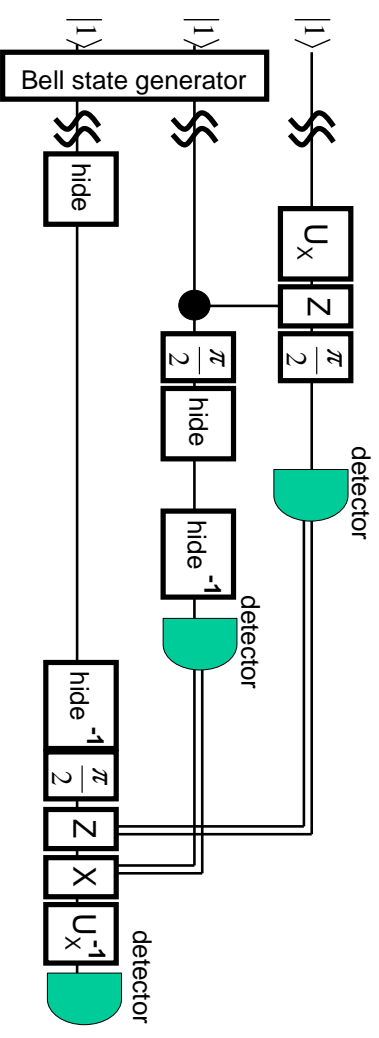 |1⟩
|1⟩
|1⟩
Bell state generator
hide
U_X
Z
π/2
π/2
hide
detector
hide⁻¹
detector
hide⁻¹
π/2
Z
X
U_X⁻¹
detector